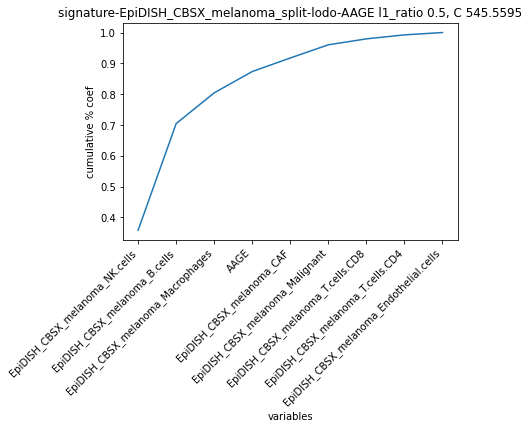 signature-EpiDISH_CBSX_melanoma_split-lodo-AAGE l1_ratio 0.5, C 545.5595
1.0
0.9
0.8
0.7
0.6
0.5
0.4
cumulative % coef
EpiDISH_CBSX_melanoma_NK.cells
EpiDISH_CBSX_melanoma_B.cells
EpiDISH_CBSX_melanoma_Macrophages
AAGE
EpiDISH_CBSX_melanoma_CAF
EpiDISH_CBSX_melanoma_Malignant
EpiDISH_CBSX_melanoma_T.cells.CD8
EpiDISH_CBSX_melanoma_T.cells.CD4
EpiDISH_CBSX_melanoma_Endothelial.cells
variables